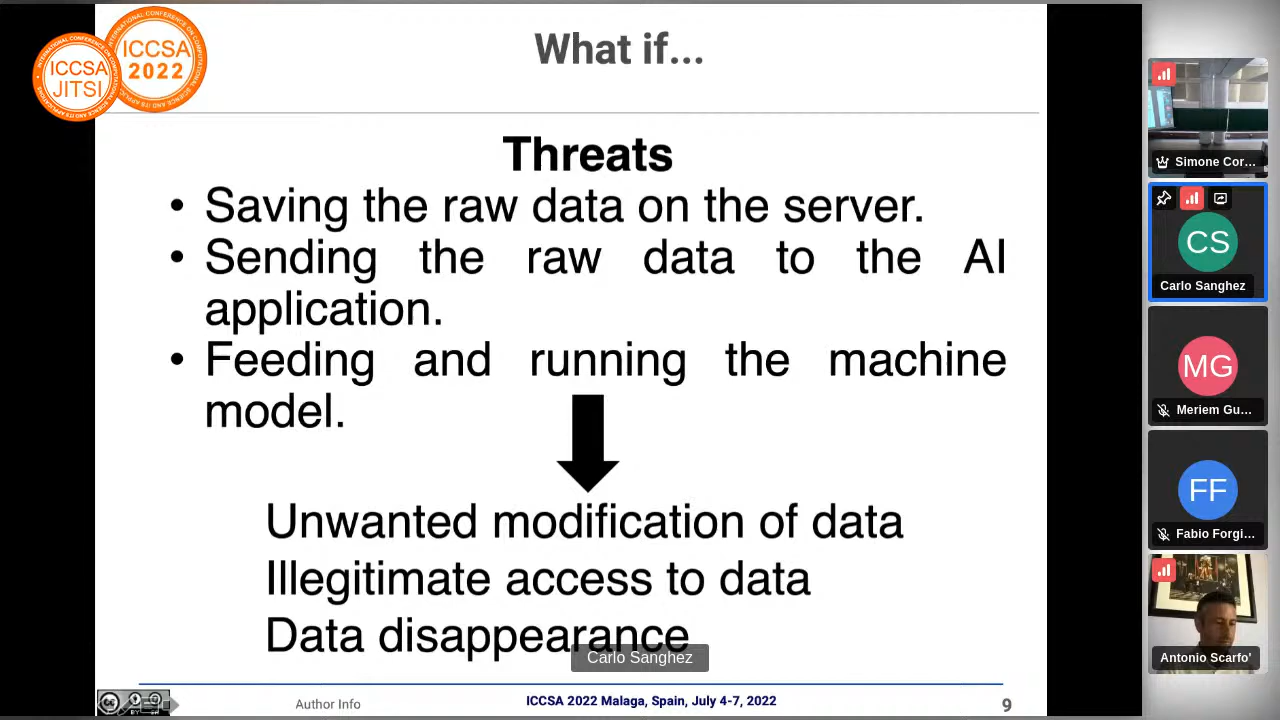 ICCSA
JITSI
ICCSA
2022
What if...
Threats
• Saving the raw data on the server.
• Sending the raw data to the AI
application.
• Feeding and running the machine
model.
Unwanted modification of data
Illegitimate access to data
Data disappearance
Carlo Sanghez
Author Info
ICCSA 2022 Malaga, Spain, July 4-7, 2022
9
Simone Cor...
CS
Carlo Sanghez
MG
Meriem Gu...
FF
Fabio Forgi...
Antonio Scarfo'